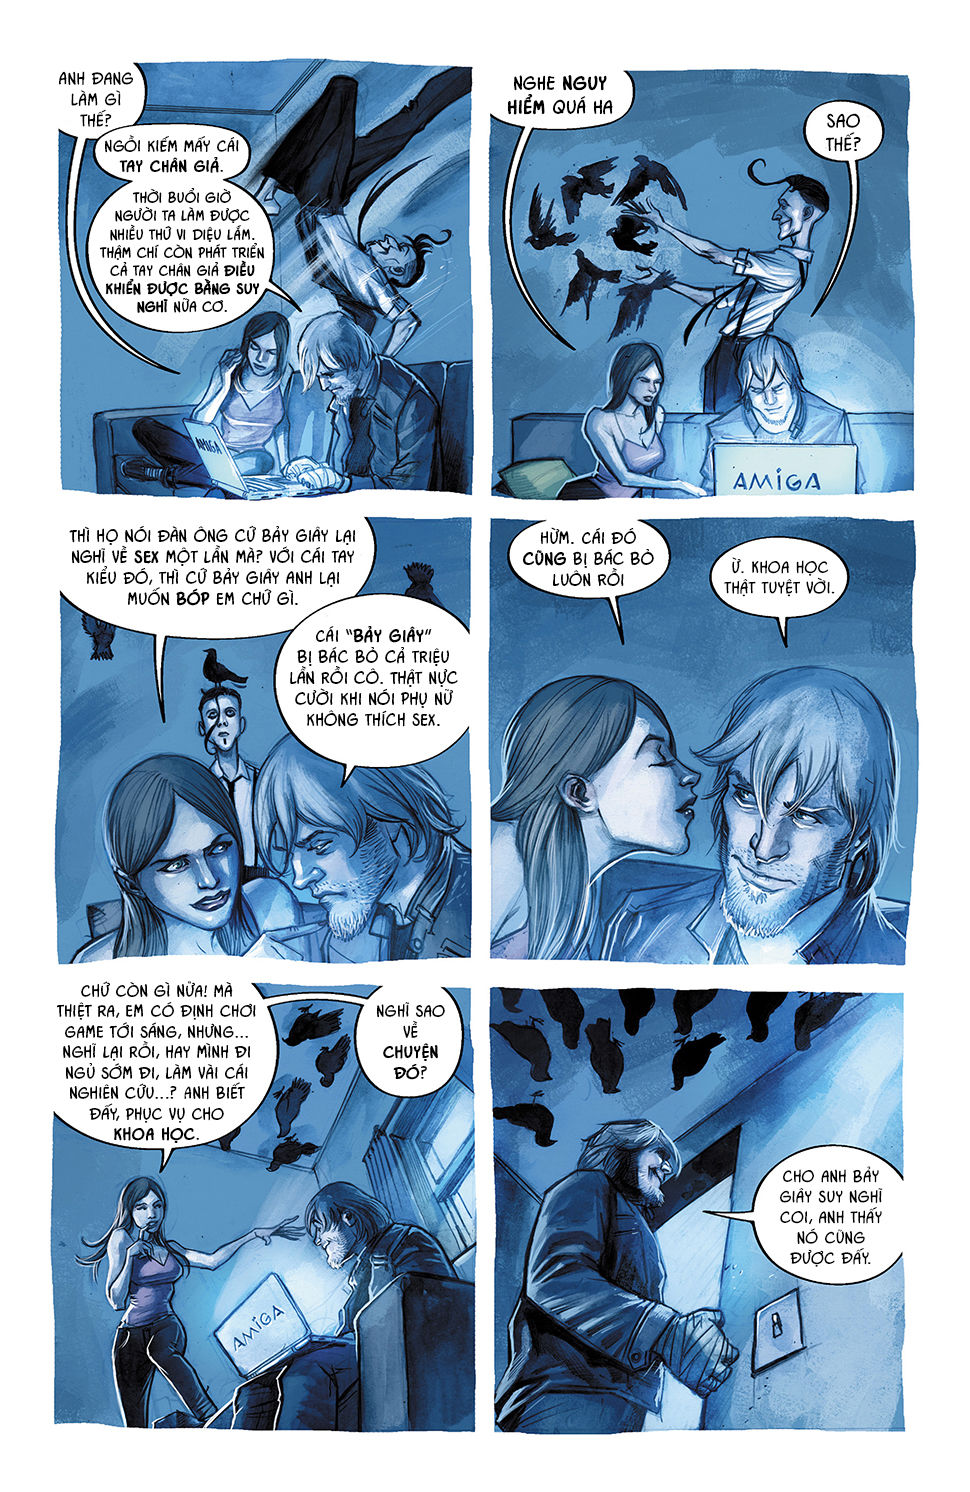 ANH ĐANG
LÀM GÌ
THẾ?
NGỒI KIẾM MẤY CÁI
TAY CHÂN GIẢ.
THỜI BUỔI GIỜ
NGƯỜI TA LÀM ĐƯỢC
NHIỀU THỨ VI DIỆU LẮM.
THẬM CHÍ CÒN PHÁT TRIỂN
CẢ TAY CHÂN GIẢ ĐIỀU
KHIỂN ĐƯỢC BẰNG SUY
NGHĨ NỮA CƠ.
AMIGA
NGHE NGUY
HIỂM QUÁ HA
SAO
THẾ?
AMIGA
THÌ HỌ NÓI ĐÀN ÔNG CỨ BẢY GIÂY LẠI
NGHĨ VỀ SEX MỘT LẦN MÀ? VỚI CÁI TAY
KIỂU ĐÓ, THÌ CỨ BẢY GIÂY ANH LẠI
MUỐN BÓP EM CHỨ GÌ.
CÁI "BẢY GIÂY"
BỊ BÁC BỎ CẢ TRIỆU
LẦN RỒI CÔ. THẬT NỰC
CƯỜI KHI NÓI PHỤ NỮ
KHÔNG THÍCH SEX.
HỪM. CÁI ĐÓ
CŨNG BỊ BÁC BỎ
LUÔN RỒI
Ừ. KHOA HỌC
THẬT TUYỆT VỜI.
CHỨ CÒN GÌ NỮA! MÀ
THIỆT RA, EM CÓ ĐỊNH CHƠI
GAME TỚI SÁNG, NHƯNG...
NGHĨ LẠI RỒI, HAY MÌNH ĐI
NGỦ SỚM ĐI, LÀM VÀI CÁI
NGHIÊN CỨU...? ANH BIẾT
ĐẤY, PHỤC VỤ CHO
KHOA HỌC.
NGHĨ SAO
VỀ
CHUYỆN
ĐÓ?
AMIGA
CHO ANH BẢY
GIÂY SUY NGHĨ
COI, ANH THẤY
NÓ CŨNG
ĐƯỢC ĐẤY.